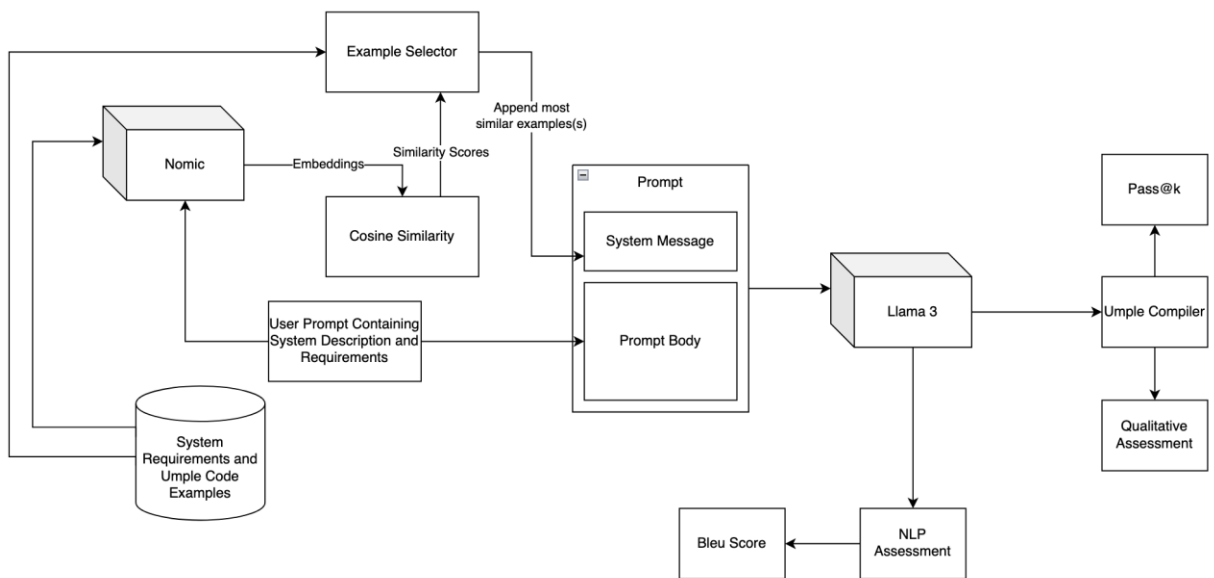 Example Selector
Append most
similar examples(s)
Nomic
Embeddings
Similarity Scores
Cosine Similarity
Prompt
System Message
Prompt Body
User Prompt Containing
System Description and
Requirements
System
Requirements and
Umple Code
Examples
Llama 3
Pass@k
Umple Compiler
Qualitative
Assessment
NLP
Assessment
Bleu Score